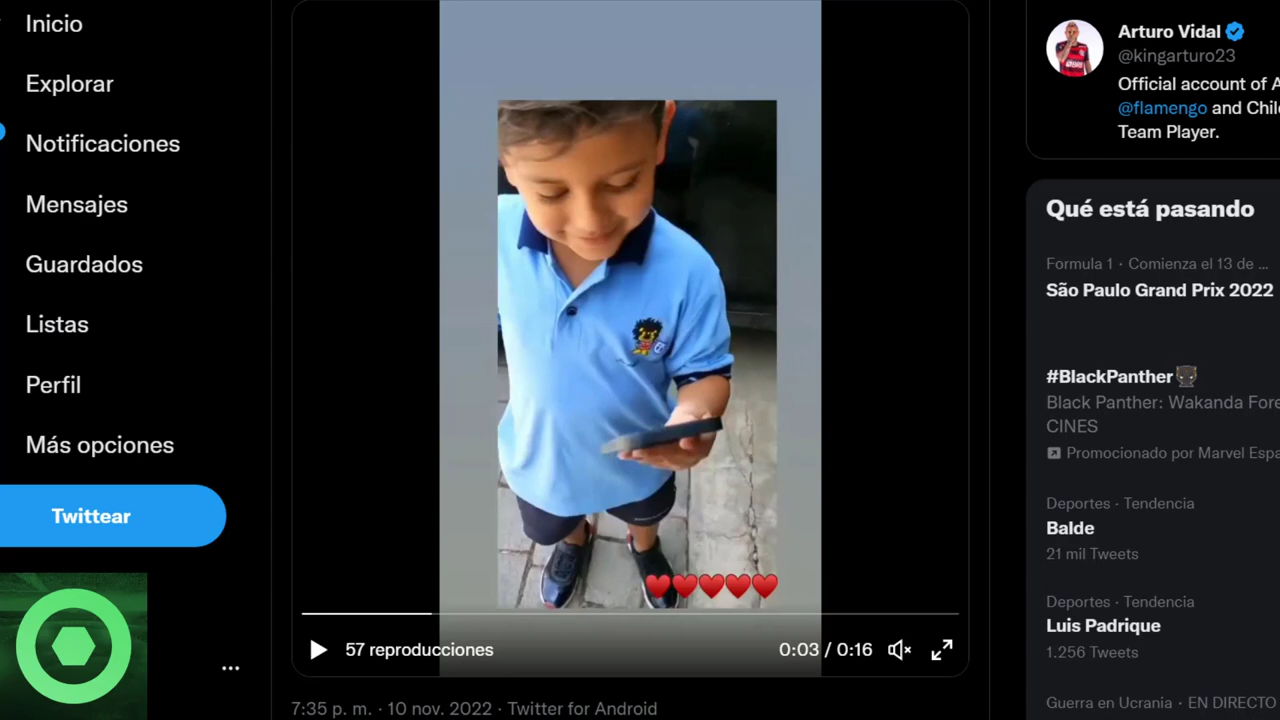 Inicio
Explorar
Notificaciones
Mensajes
Guardados
Listas
Perfil
Más opciones
Twittear
57 reproducciones
0:03 / 0:16
7:35 p. m. · 10 nov. 2022 · Twitter for Android
Arturo Vidal
@kingarturo23
Official account of A
@flamengo and Chil
Team Player.
Qué está pasando
Formula 1 · Comienza el 13 de ...
São Paulo Grand Prix 2022
#BlackPanther
Black Panther: Wakanda Fore
CINES
Promocionado por Marvel Espa
Deportes · Tendencia
Balde
21 mil Tweets
Deportes · Tendencia
Luis Padrique
1.256 Tweets
Guerra en Ucrania · EN DIRECTO